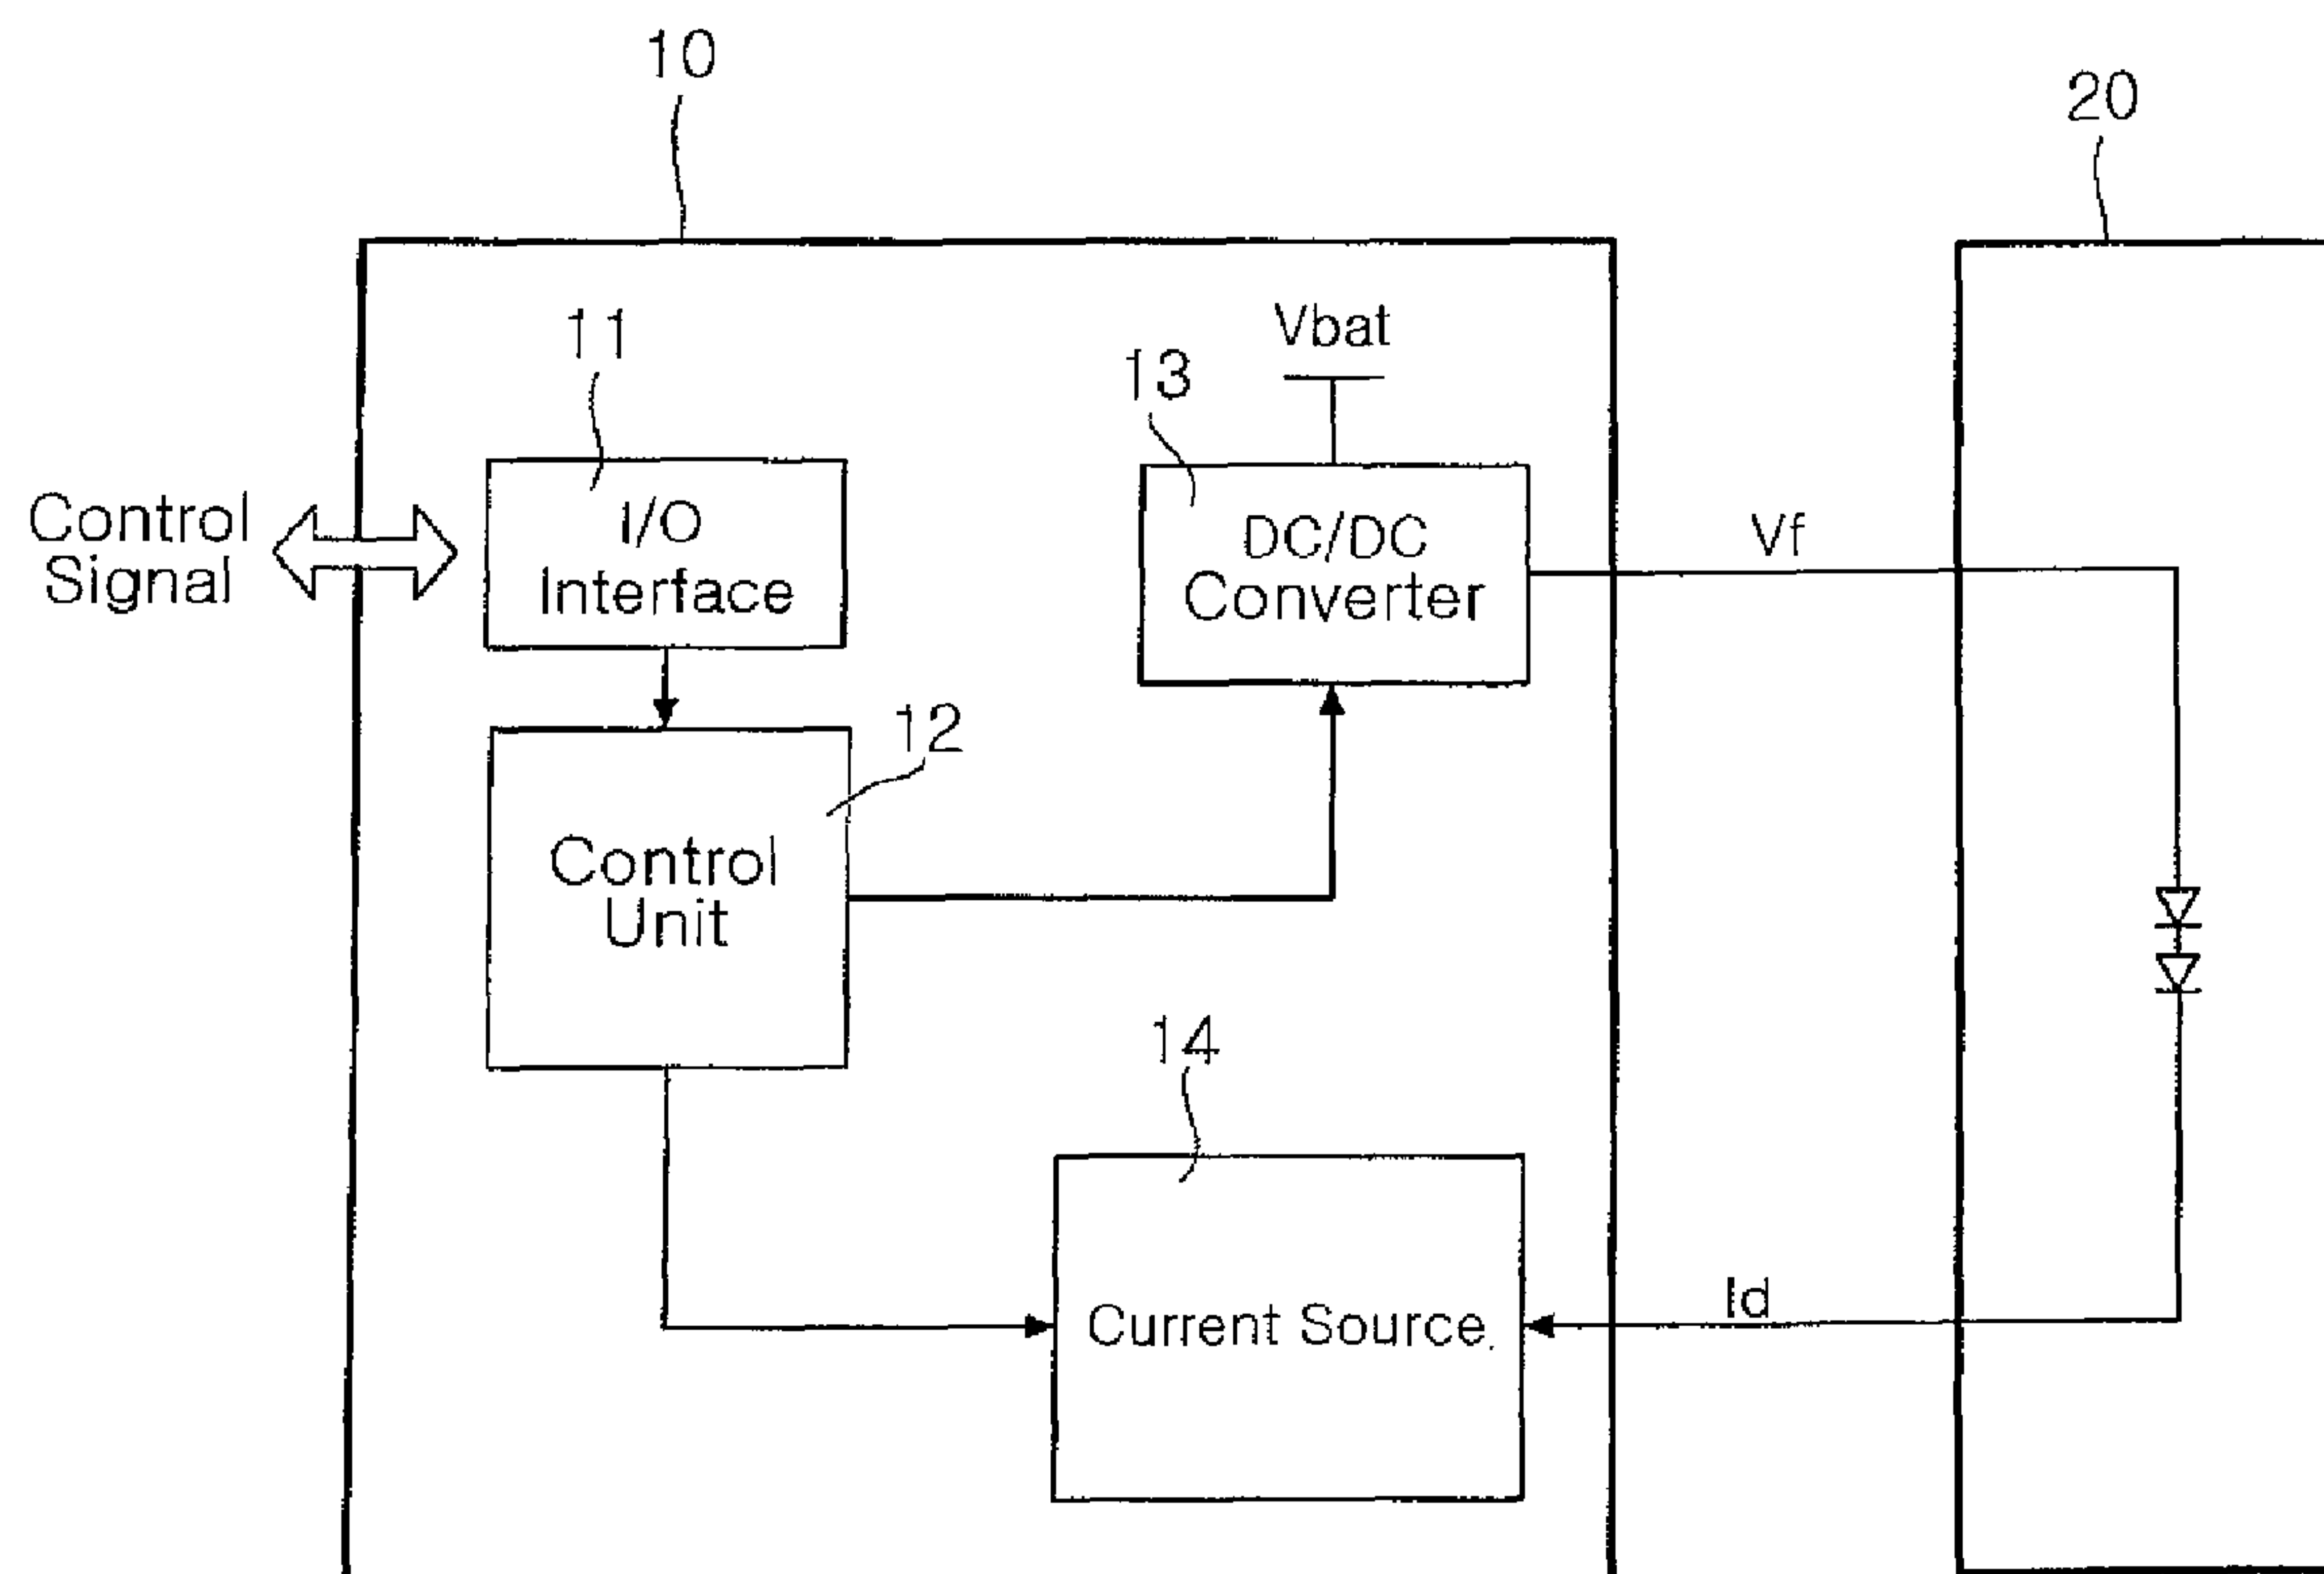 10
20
11
Vbat
13
Control
Signal
I/O
Interface
DC/DC
Converter
Vf
12
Control
Unit
14
Current Source
Id